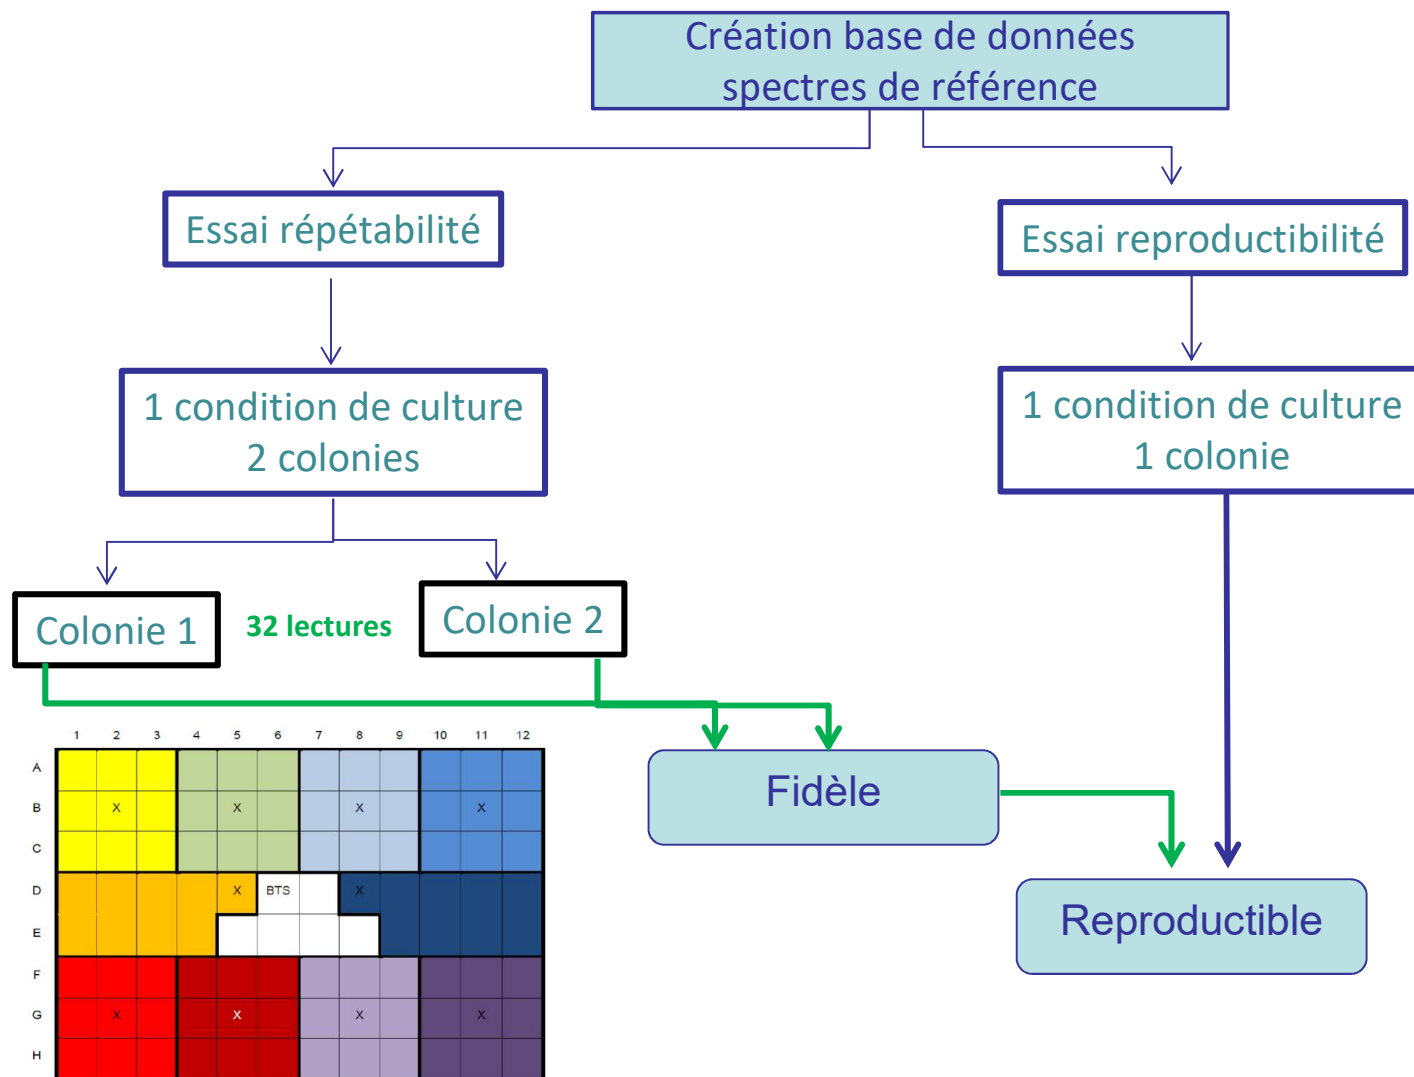 Création base de données
spectres de référence
Essai répétabilité
Essai reproductibilité
1 condition de culture
2 colonies
1 condition de culture
1 colonie
Colonie 1
32 lectures
Colonie 2
Fidèle
Reproductible
1 2 3 4 5 6 7 8 9 10 11 12
A
B X X X X
C
D X BTS X
E
F
G X X X X
H